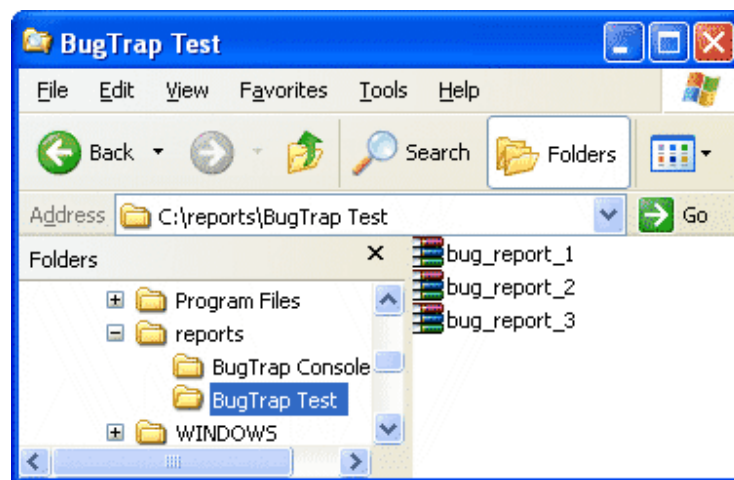 BugTrap Test
File Edit View Favorites Tools Help
Back Search Folders
Address C:\reports\BugTrap Test Go
Folders
Program Files
reports
BugTrap Console
BugTrap Test
WINDOWS
bug_report_1
bug_report_2
bug_report_3